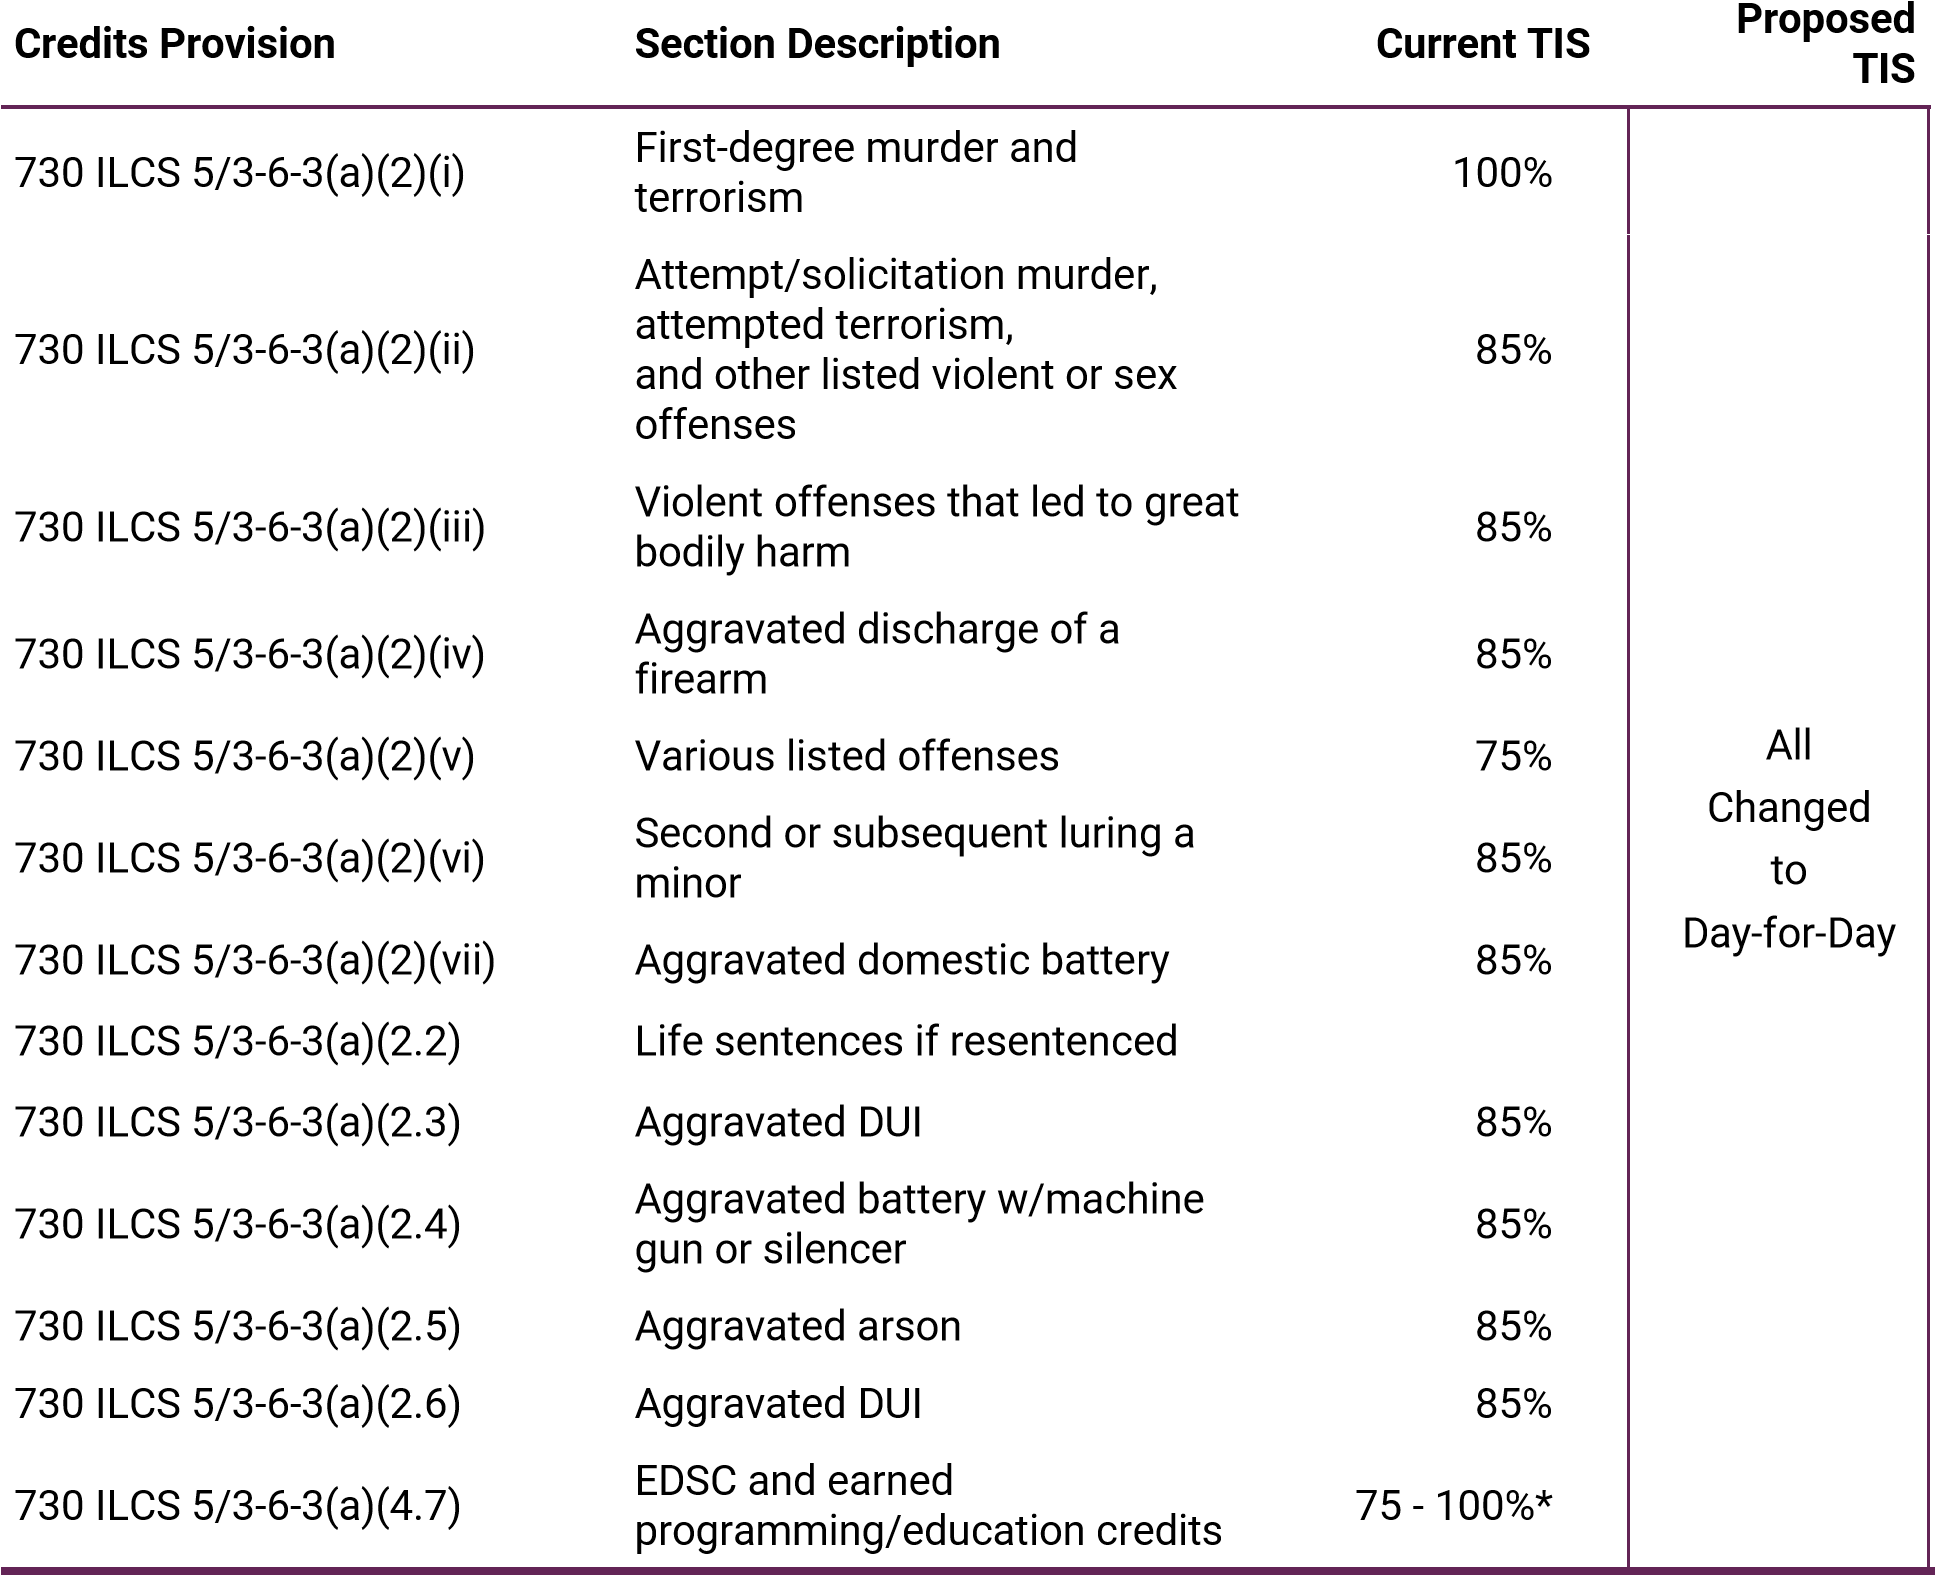 Credits Provision
Section Description
Current TIS
Proposed
TIS
730 ILCS 5/3-6-3(a)(2)(i)
First-degree murder and
terrorism
100%
730 ILCS 5/3-6-3(a)(2)(ii)
Attempt/solicitation murder,
attempted terrorism,
and other listed violent or sex
offenses
85%
730 ILCS 5/3-6-3(a)(2)(iii)
Violent offenses that led to great
bodily harm
85%
730 ILCS 5/3-6-3(a)(2)(iv)
Aggravated discharge of a
firearm
85%
730 ILCS 5/3-6-3(a)(2)(v)
Various listed offenses
75%
730 ILCS 5/3-6-3(a)(2)(vi)
Second or subsequent luring a
minor
85%
730 ILCS 5/3-6-3(a)(2)(vii)
Aggravated domestic battery
85%
730 ILCS 5/3-6-3(a)(2.2)
Life sentences if resentenced
730 ILCS 5/3-6-3(a)(2.3)
Aggravated DUI
85%
730 ILCS 5/3-6-3(a)(2.4)
Aggravated battery w/machine
gun or silencer
85%
730 ILCS 5/3-6-3(a)(2.5)
Aggravated arson
85%
730 ILCS 5/3-6-3(a)(2.6)
Aggravated DUI
85%
730 ILCS 5/3-6-3(a)(4.7)
EDSC and earned
programming/education credits
75 - 100%*
All
Changed
to
Day-for-Day